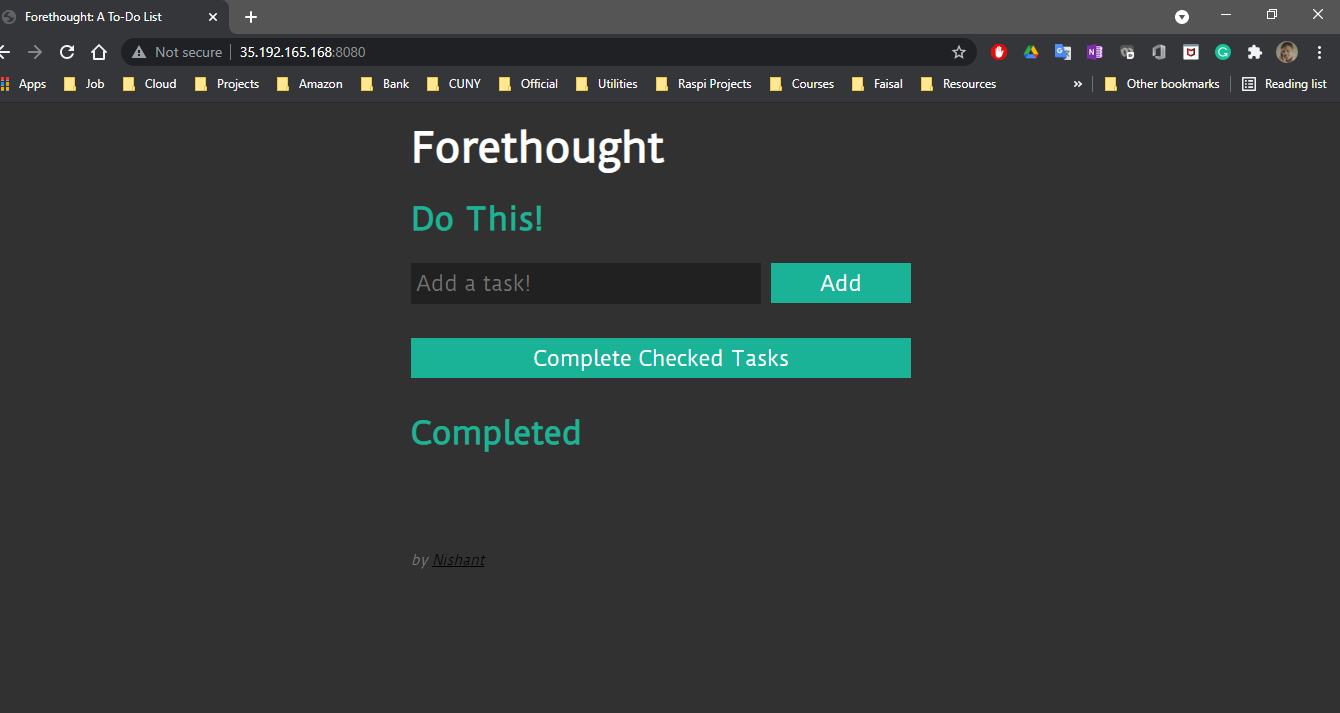 Forethought: A To-Do List
Not secure 35.192.165.168:8080
Apps Job Cloud Projects Amazon Bank CUNY Official Utilities Raspi Projects Courses Faisal Resources » Other bookmarks Reading list
Forethought
Do This!
Add a task! Add
Complete Checked Tasks
Completed
by Nishant